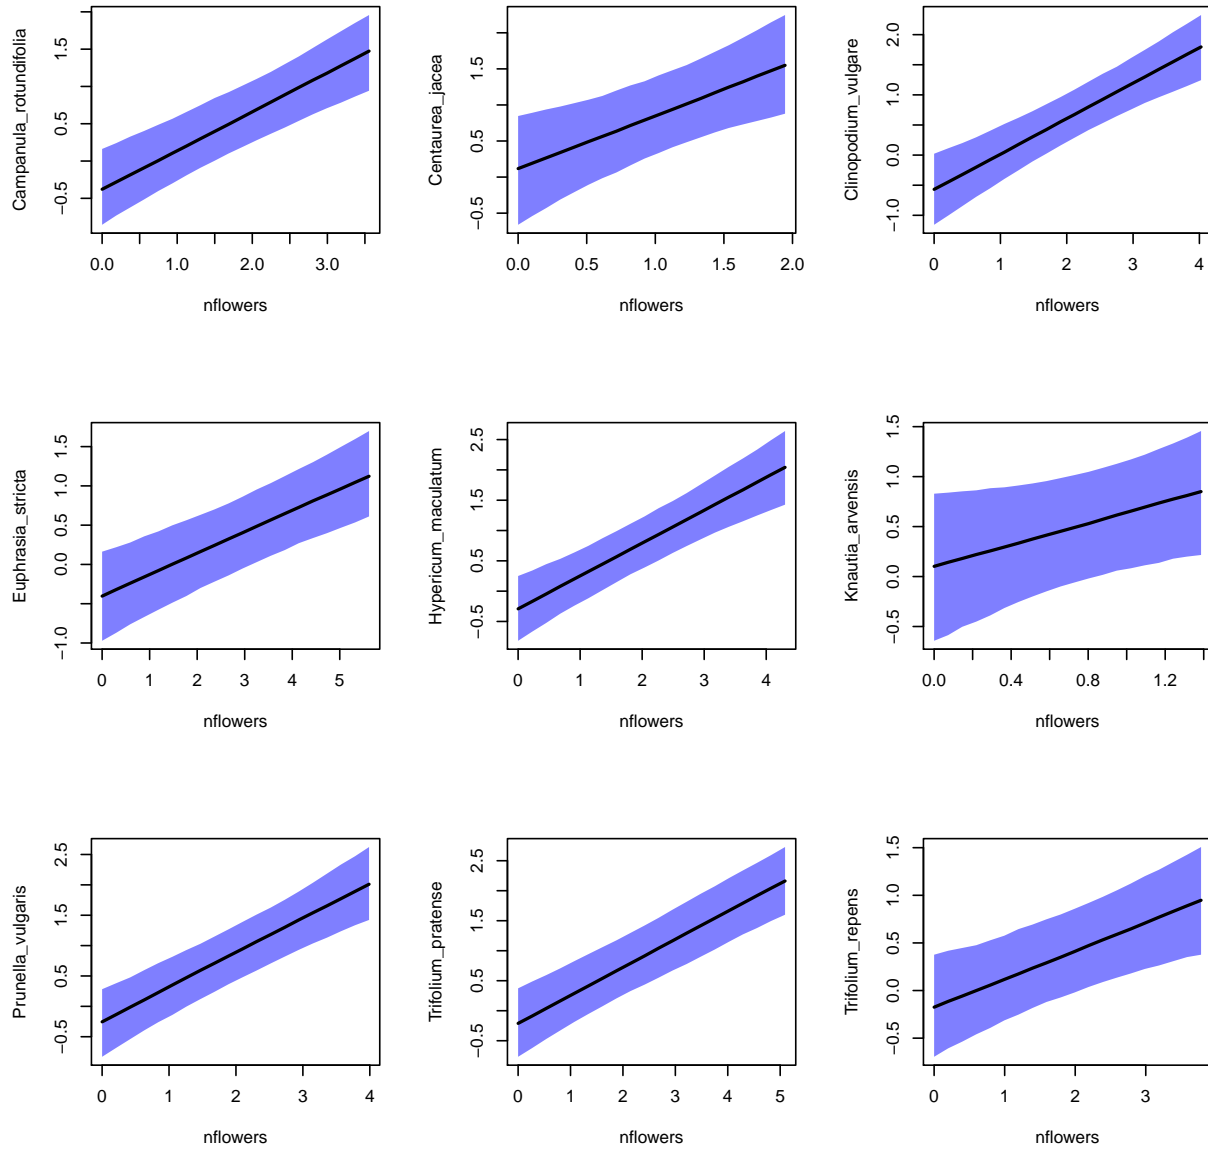 Campanula_rotundifolia
−0.5 0.5 1.5
0.0 1.0 2.0 3.0
nflowers
Centaurea_jacea
−0.5 0.5 1.5
0.0 0.5 1.0 1.5 2.0
nflowers
Clinopodium_vulgare
−1.0 0.0 1.0 2.0
0 1 2 3 4
nflowers
Euphrasia_stricta
−1.0 0.0 0.5 1.0 1.5
0 1 2 3 4 5
nflowers
Hypericum_maculatum
−0.5 0.5 1.5 2.5
0 1 2 3 4
nflowers
Knautia_arvensis
−0.5 0.0 0.5 1.0 1.5
0.0 0.4 0.8 1.2
nflowers
Prunella_vulgaris
−0.5 0.5 1.5 2.5
0 1 2 3 4
nflowers
Trifolium_pratense
−0.5 0.5 1.5 2.5
0 1 2 3 4 5
nflowers
Trifolium_repens
−0.5 0.0 0.5 1.0 1.5
0 1 2 3
nflowers